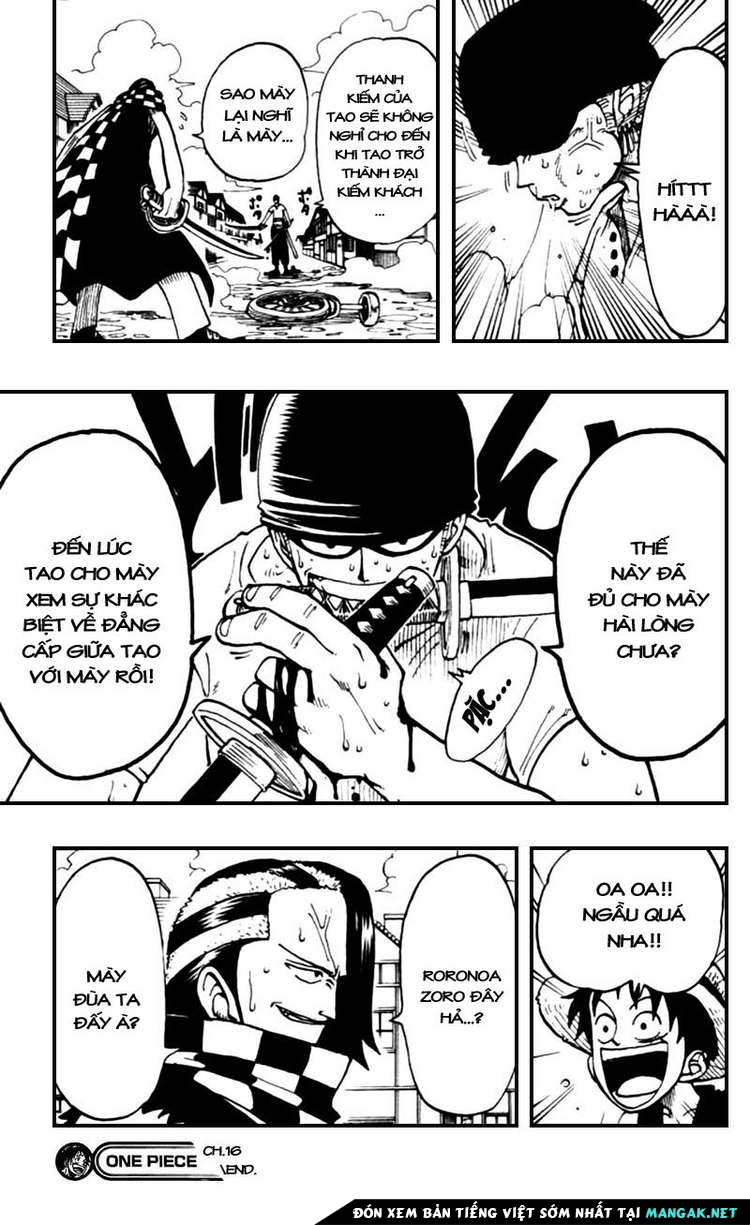 HÍTTT
HÀÀÀ!
THANH
KIẾM CỦA
TAO SẼ KHÔNG
NGHỈ CHO ĐẾN
KHI TAO TRỞ
THÀNH ĐẠI
KIẾM KHÁCH
...
SAO MÀY
LẠI NGHĨ
LÀ MÀY...
THẾ
NÀY ĐÃ
ĐỦ CHO MÀY
HÀI LÒNG
CHƯA?
PẶC...
ĐẾN LÚC
TAO CHO MÀY
XEM SỰ KHÁC
BIỆT VỀ ĐẲNG
CẤP GIỮA TAO
VỚI MÀY RỒI!
OA OA!!
NGẦU QUÁ
NHA!!
RORONOA
ZORO ĐÂY
HẢ...?
MÀY
ĐÙA TA
ĐẤY À?
ONE PIECE
CH.16
\END.
ĐÓN XEM BẢN TIẾNG VIỆT SỚM NHẤT TẠI MANGAK.NET